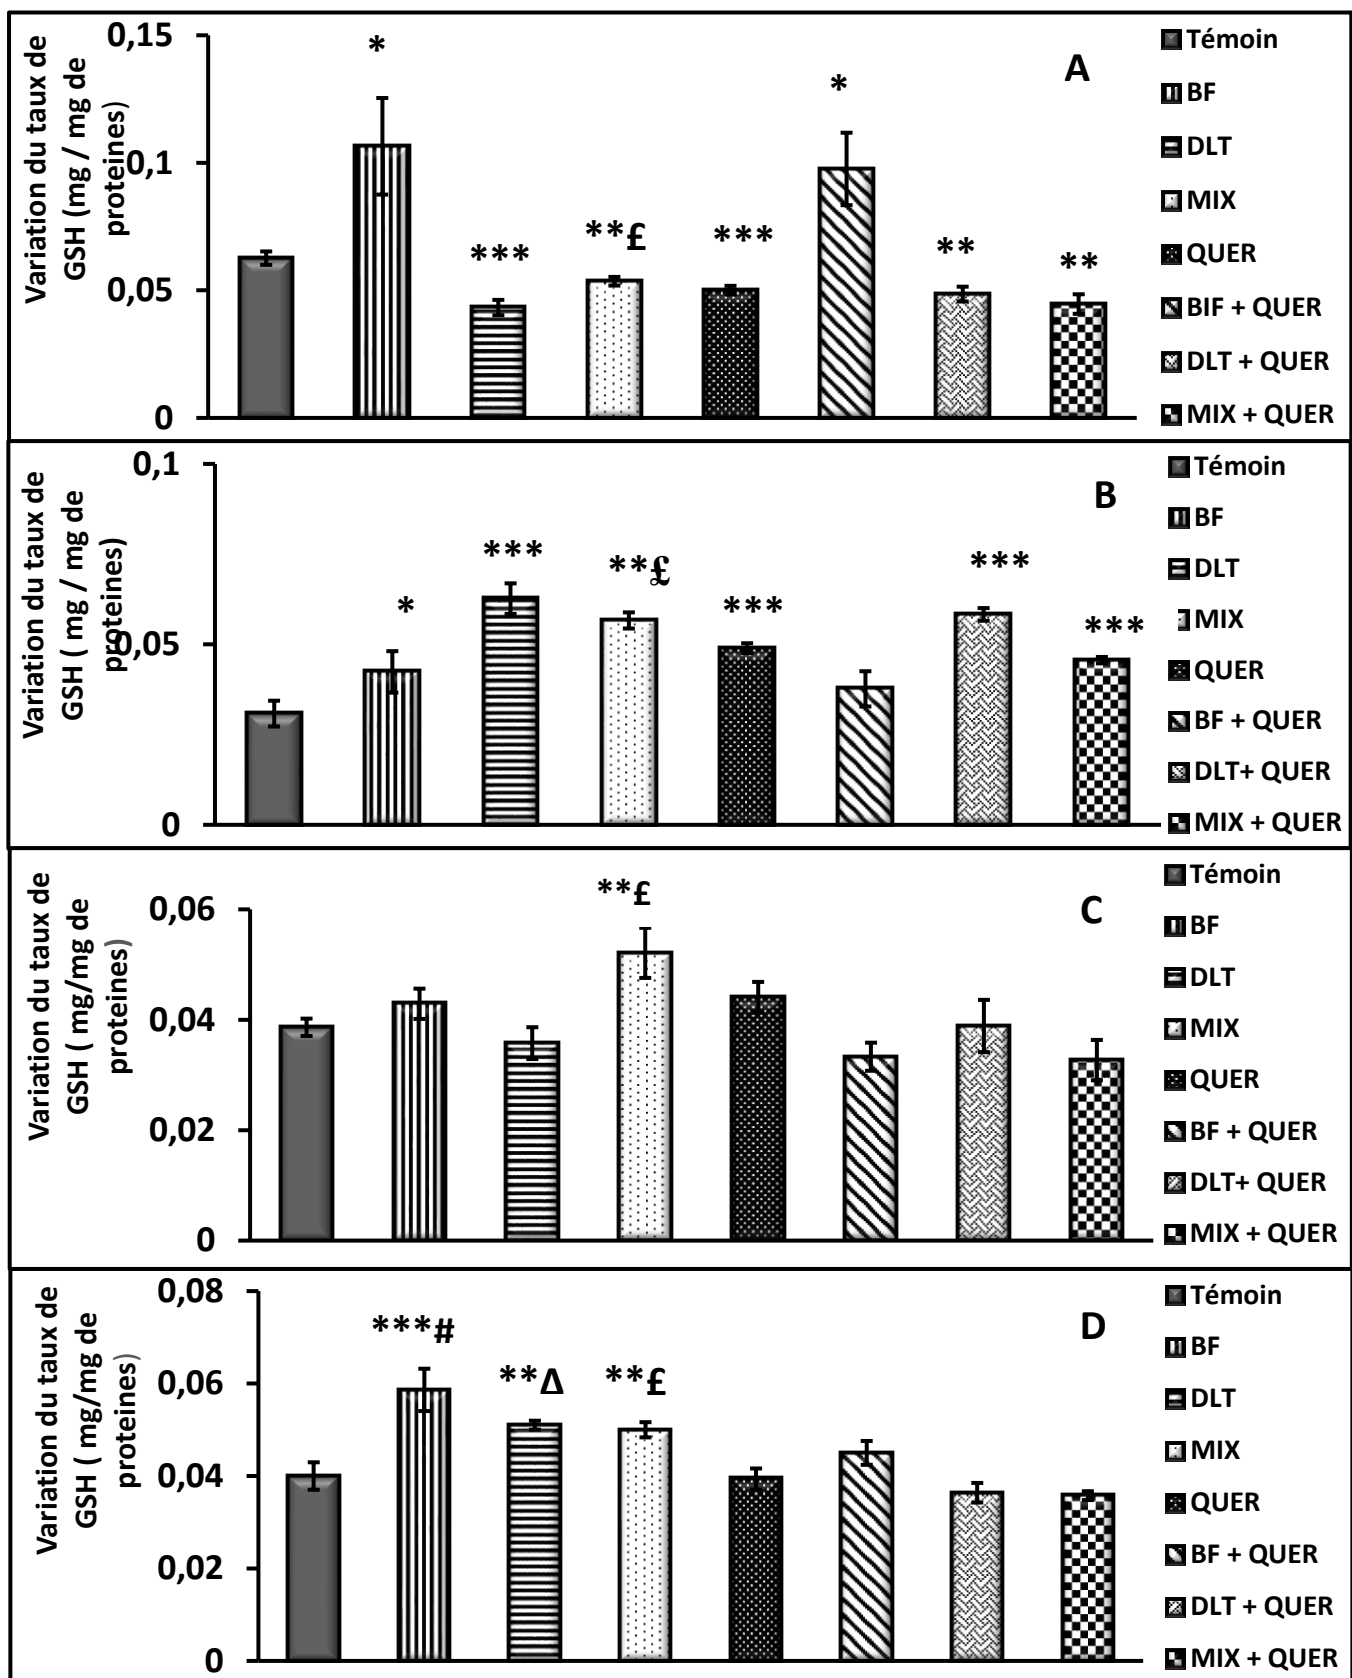 Variation du taux de
GSH (mg / mg de
proteines)
0,15
0,1
0,05
0
*
***
**£
***
*
**
**
A
Témoin
BF
DLT
MIX
QUER
BIF + QUER
DLT + QUER
MIX + QUER
Variation du taux de
GSH ( mg / mg de
proteines)
0,1
0,05
0
*
***
**£
***
***
***
B
Témoin
BF
DLT
MIX
QUER
BF + QUER
DLT+ QUER
MIX + QUER
Variation du taux de
GSH ( mg/mg de
proteines)
0,06
0,04
0,02
0
**£
C
Témoin
BF
DLT
MIX
QUER
BF + QUER
DLT+ QUER
MIX + QUER
Variation du taux de
GSH ( mg/mg de
proteines)
0,08
0,06
0,04
0,02
0
***#
**Δ
**£
D
Témoin
BF
DLT
MIX
QUER
BF + QUER
DLT + QUER
MIX + QUER